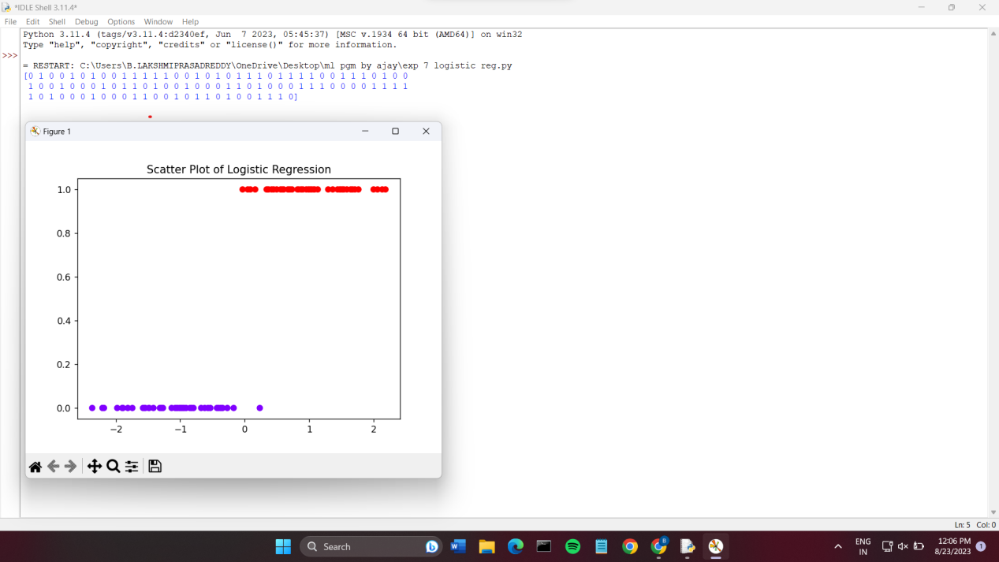 *IDLE Shell 3.11.4*
File Edit Shell Debug Options Window Help
Python 3.11.4 (tags/v3.11.4:d2340ef, Jun  7 2023, 05:45:37) [MSC v.1934 64 bit (AMD64)] on win32
Type "help", "copyright", "credits" or "license()" for more information.
>>>
= RESTART: C:\Users\B.LAKSHMIPRASADREDDY\OneDrive\Desktop\ml pgm by ajay\exp 7 logistic reg.py
[0 1 0 0 1 0 1 0 0 1 1 1 1 1 0 0 1 0 1 0 1 1 1 0 1 1 1 1 0 0 1 1 1 0 1 0 0
1 0 0 1 0 0 0 1 0 1 1 0 1 0 0 1 0 0 0 1 1 0 1 0 0 0 1 1 1 0 0 0 0 1 1 1 1
1 0 1 0 0 0 1 0 0 0 1 1 0 0 1 0 1 1 0 1 0 0 1 1 1 0]
Figure 1
Scatter Plot of Logistic Regression
1.0
0.8
0.6
0.4
0.2
0.0
−2 −1 0 1 2
Ln: 5 Col: 0
Search
ENG
IN
12:06 PM
8/23/2023
1